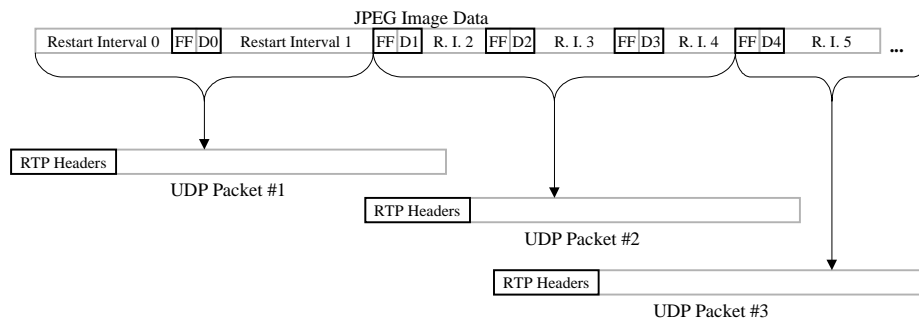 JPEG Image Data
Restart Interval 0 FF D0 Restart Interval 1 FF D1 R. I. 2 FF D2 R. I. 3 FF D3 R. I. 4 FF D4 R. I. 5 ...
RTP Headers
UDP Packet #1
RTP Headers
UDP Packet #2
RTP Headers
UDP Packet #3